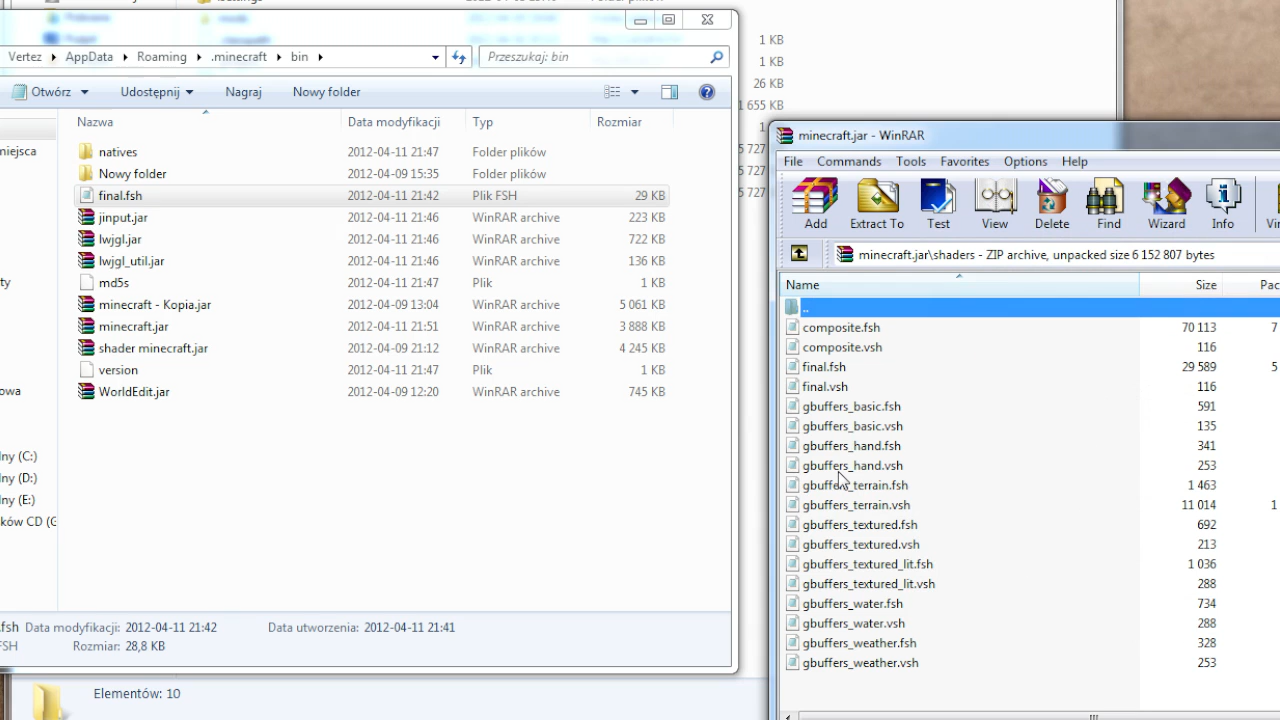 Folder plików
1 KB
1 KB
26 KB
1 655 KB
Vertez AppData Roaming .minecraft bin
Przeszukaj: bin
Otwórz Udostępnij Nagraj Nowy folder
miejsca
Nazwa Data modyfikacji Typ Rozmiar
natives 2012-04-11 21:47 Folder plików
Nowy folder 2012-04-09 15:35 Folder plików
final.fsh 2012-04-11 21:42 Plik FSH 29 KB
jinput.jar 2012-04-11 21:46 WinRAR archive 223 KB
lwjgl.jar 2012-04-11 21:46 WinRAR archive 722 KB
lwjgl_util.jar 2012-04-11 21:46 WinRAR archive 136 KB
md5s 2012-04-11 21:47 Plik 1 KB
minecraft - Kopia.jar 2012-04-09 13:04 WinRAR archive 5 061 KB
minecraft.jar 2012-04-11 21:51 WinRAR archive 3 888 KB
shader minecraft.jar 2012-04-09 21:12 WinRAR archive 4 245 KB
version 2012-04-11 21:47 Plik 1 KB
WorldEdit.jar 2012-04-09 12:20 WinRAR archive 745 KB
ty
owa
lny (C:)
lny (D:)
lny (E:)
ków CD (G
5 727
5 727
5 727
.fsh Data modyfikacji: 2012-04-11 21:42 Data utworzenia: 2012-04-11 21:41
FSH Rozmiar: 28,8 KB
Elementów: 10
minecraft.jar - WinRAR
File Commands Tools Favorites Options Help
Add Extract To Test View Delete Find Wizard Info
minecraft.jar\shaders - ZIP archive, unpacked size 6 152 807 bytes
Name Size Pac
..
composite.fsh 70 113 7
composite.vsh 116
final.fsh 29 589 5
final.vsh 116
gbuffers_basic.fsh 591
gbuffers_basic.vsh 135
gbuffers_hand.fsh 341
gbuffers_hand.vsh 253
gbuffers_terrain.fsh 1 463
gbuffers_terrain.vsh 11 014 1
gbuffers_textured.fsh 692
gbuffers_textured.vsh 213
gbuffers_textured_lit.fsh 1 036
gbuffers_textured_lit.vsh 288
gbuffers_water.fsh 734
gbuffers_water.vsh 288
gbuffers_weather.fsh 328
gbuffers_weather.vsh 253